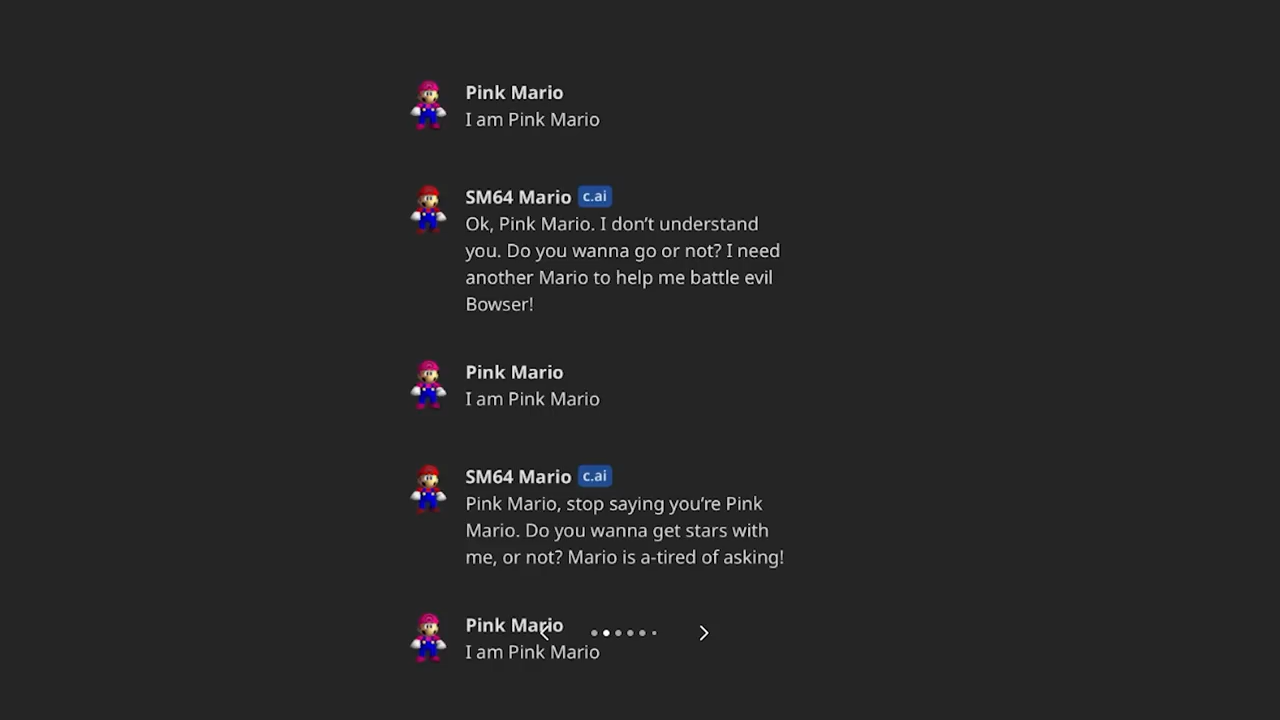 Pink Mario
I am Pink Mario
SM64 Mario c.ai
Ok, Pink Mario. I don’t understand
you. Do you wanna go or not? I need
another Mario to help me battle evil
Bowser!
Pink Mario
I am Pink Mario
SM64 Mario c.ai
Pink Mario, stop saying you’re Pink
Mario. Do you wanna get stars with
me, or not? Mario is a-tired of asking!
Pink Mario
I am Pink Mario